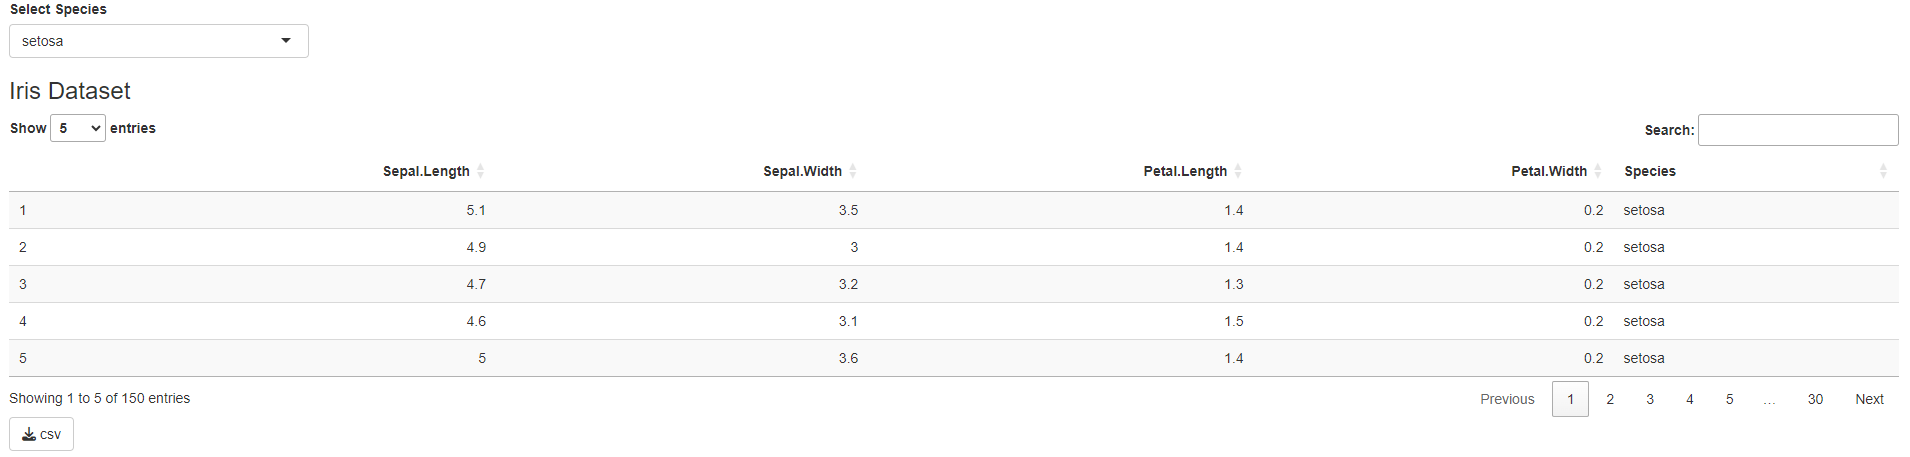 Select Species
setosa
Iris Dataset
Show 5 entries Search:
Sepal.Length Sepal.Width Petal.Length Petal.Width Species
1 5.1 3.5 1.4 0.2 setosa
2 4.9 3 1.4 0.2 setosa
3 4.7 3.2 1.3 0.2 setosa
4 4.6 3.1 1.5 0.2 setosa
5 5 3.6 1.4 0.2 setosa
Showing 1 to 5 of 150 entries Previous 1 2 3 4 5 … 30 Next
csv